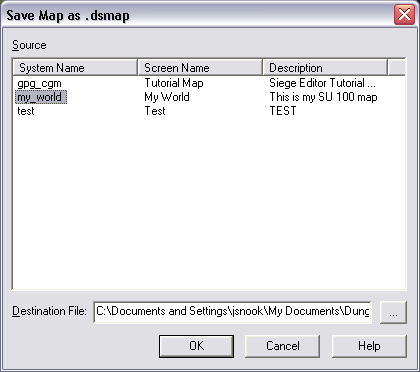 Save Map as .dsmap
Source
System Name Screen Name Description
gpg_cgm Tutorial Map Siege Editor Tutorial ...
my_world My World This is my SU 100 map
test Test TEST
Destination File: C:\Documents and Settings\jsnook\My Documents\Dung ...
OK Cancel Help